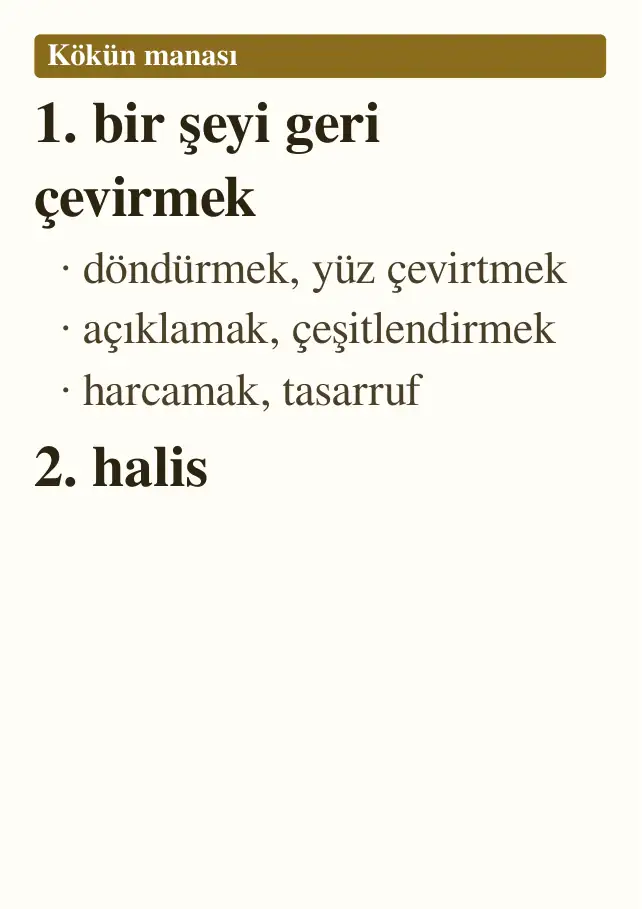 Kökün manası
1. bir şeyi geri
çevirmek
· döndürmek, yüz çevirtmek
· açıklamak, çeşitlendirmek
· harcamak, tasarruf
2. halis